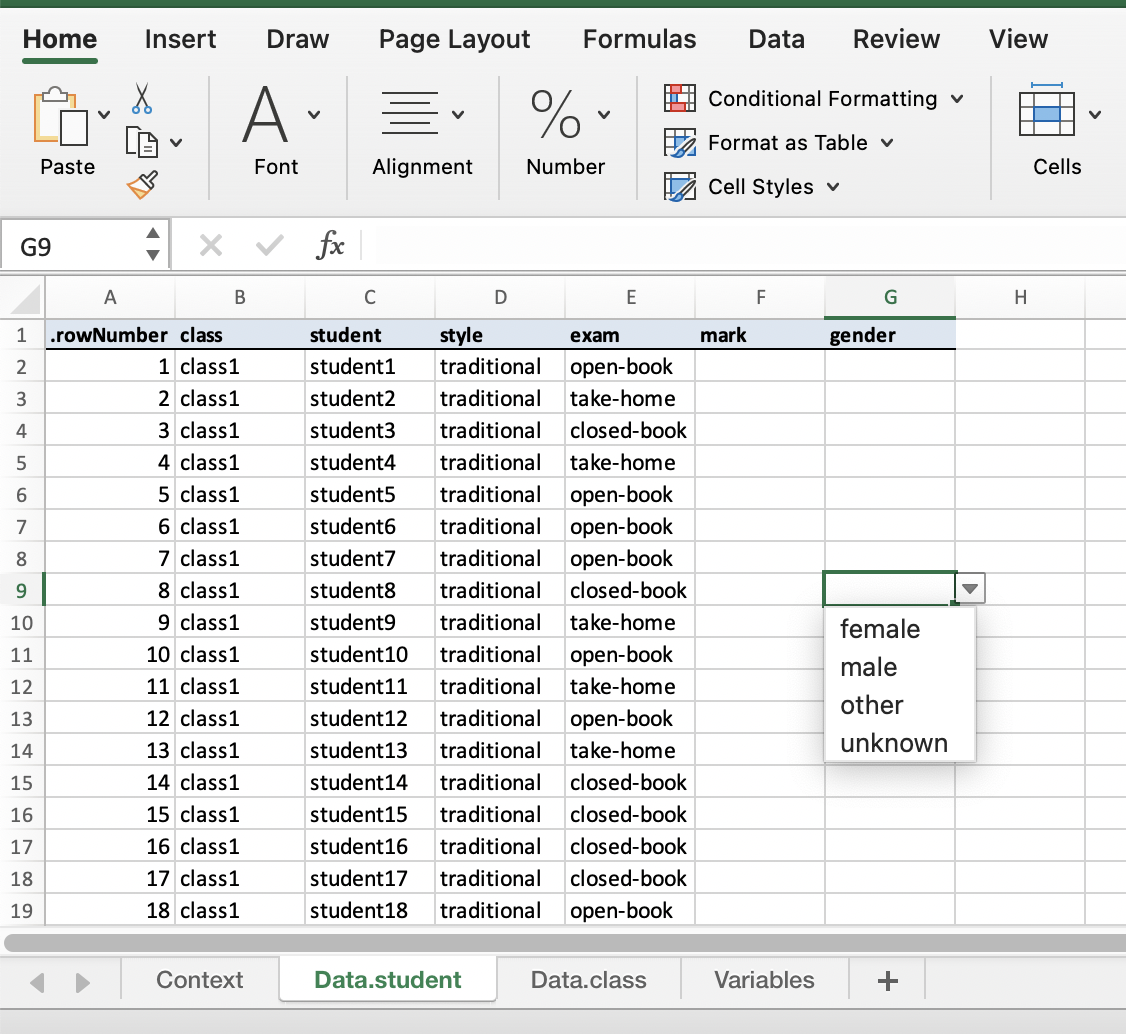 Home Insert Draw Page Layout Formulas Data Review View
Conditional Formatting
Format as Table
Cell Styles
Paste Font Alignment Number Cells
G9 fx
A B C D E F G H
1 .rowNumber class student style exam mark gender
2 1 class1 student1 traditional open-book
3 2 class1 student2 traditional take-home
4 3 class1 student3 traditional closed-book
5 4 class1 student4 traditional take-home
6 5 class1 student5 traditional open-book
7 6 class1 student6 traditional open-book
8 7 class1 student7 traditional open-book
9 8 class1 student8 traditional closed-book
10 9 class1 student9 traditional take-home female
11 10 class1 student10 traditional open-book male
12 11 class1 student11 traditional take-home other
13 12 class1 student12 traditional open-book unknown
14 13 class1 student13 traditional take-home
15 14 class1 student14 traditional closed-book
16 15 class1 student15 traditional closed-book
17 16 class1 student16 traditional closed-book
18 17 class1 student17 traditional closed-book
19 18 class1 student18 traditional open-book
Context Data.student Data.class Variables +